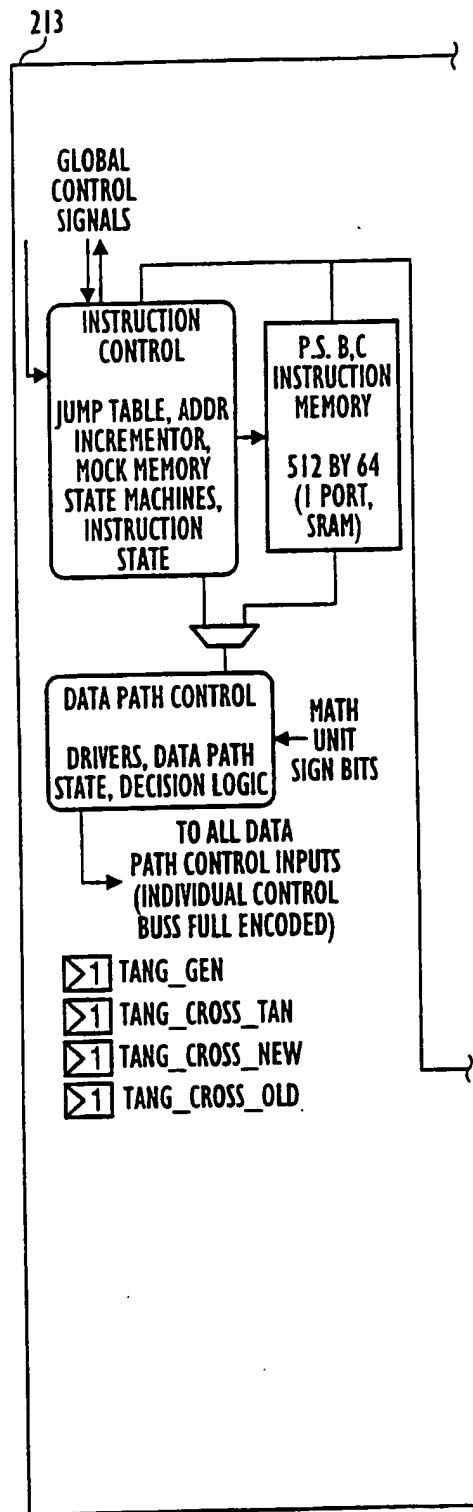 213
GLOBAL
CONTROL
SIGNALS
INSTRUCTION
CONTROL
JUMP TABLE, ADDR
INCREMENTOR,
MOCK MEMORY
STATE MACHINES,
INSTRUCTION
STATE
P.S. B,C
INSTRUCTION
MEMORY
512 BY 64
(1 PORT,
SRAM)
DATA PATH CONTROL
DRIVERS, DATA PATH
STATE, DECISION LOGIC
MATH
UNIT
SIGN BITS
TO ALL DATA
PATH CONTROL INPUTS
(INDIVIDUAL CONTROL
BUSS FULL ENCODED)
>1 TANG_GEN
>1 TANG_CROSS_TAN
>1 TANG_CROSS_NEW
>1 TANG_CROSS_OLD